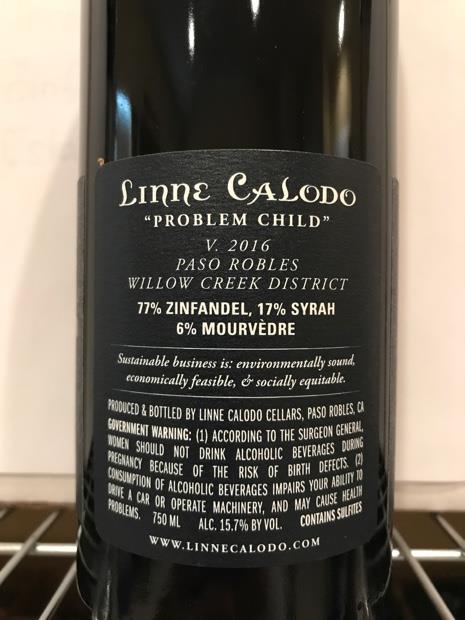 Linne Calodo
"PROBLEM CHILD"
V. 2016
PASO ROBLES
WILLOW CREEK DISTRICT
77% ZINFANDEL, 17% SYRAH
6% MOURVÈDRE
Sustainable business is: environmentally sound,
economically feasible, & socially equitable.
PRODUCED & BOTTLED BY LINNE CALODO CELLARS, PASO ROBLES, CA
GOVERNMENT WARNING: (1) ACCORDING TO THE SURGEON GENERAL,
WOMEN SHOULD NOT DRINK ALCOHOLIC BEVERAGES DURING
PREGNANCY BECAUSE OF THE RISK OF BIRTH DEFECTS. (2)
CONSUMPTION OF ALCOHOLIC BEVERAGES IMPAIRS YOUR ABILITY TO
DRIVE A CAR OR OPERATE MACHINERY, AND MAY CAUSE HEALTH
PROBLEMS. 750 ML ALC. 15.7% BY VOL. CONTAINS SULFITES
WWW.LINNECALODO.COM